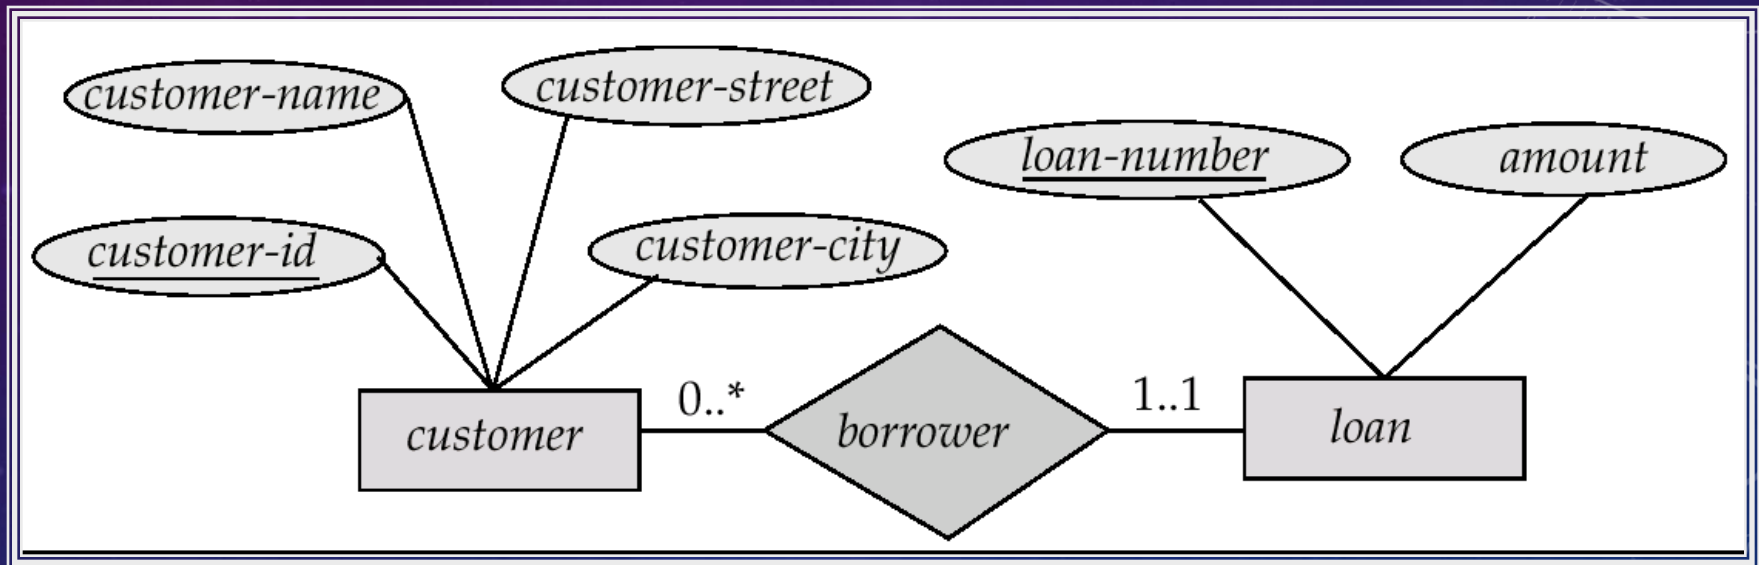 customer-name
customer-street
loan-number
amount
customer-id
customer-city
customer
0..*
borrower
1..1
loan